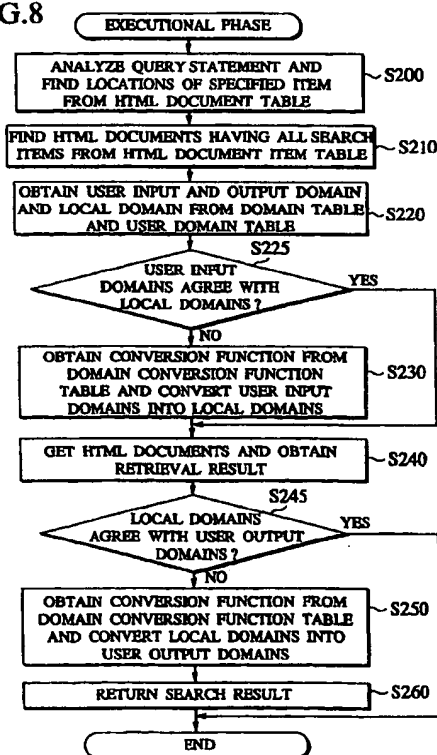 G.8
EXECUTIONAL PHASE
ANALYZE QUERY STATEMENT AND
FIND LOCATIONS OF SPECIFIED ITEM
FROM HTML DOCUMENT TABLE
S200
FIND HTML DOCUMENTS HAVING ALL SEARCH
ITEMS FROM HTML DOCUMENT ITEM TABLE
S210
OBTAIN USER INPUT AND OUTPUT DOMAIN
AND LOCAL DOMAIN FROM DOMAIN TABLE
AND USER DOMAIN TABLE
S220
S225
USER INPUT
DOMAINS AGREE WITH
LOCAL DOMAINS ?
YES
NO
OBTAIN CONVERSION FUNCTION FROM
DOMAIN CONVERSION FUNCTION
TABLE AND CONVERT USER INPUT
DOMAINS INTO LOCAL DOMAINS
S230
GET HTML DOCUMENTS AND OBTAIN
RETRIEVAL RESULT
S240
S245
LOCAL DOMAINS
AGREE WITH USER OUTPUT
DOMAINS ?
YES
NO
OBTAIN CONVERSION FUNCTION FROM
DOMAIN CONVERSION FUNCTION TABLE
AND CONVERT LOCAL DOMAINS INTO
USER OUTPUT DOMAINS
S250
RETURN SEARCH RESULT
S260
END